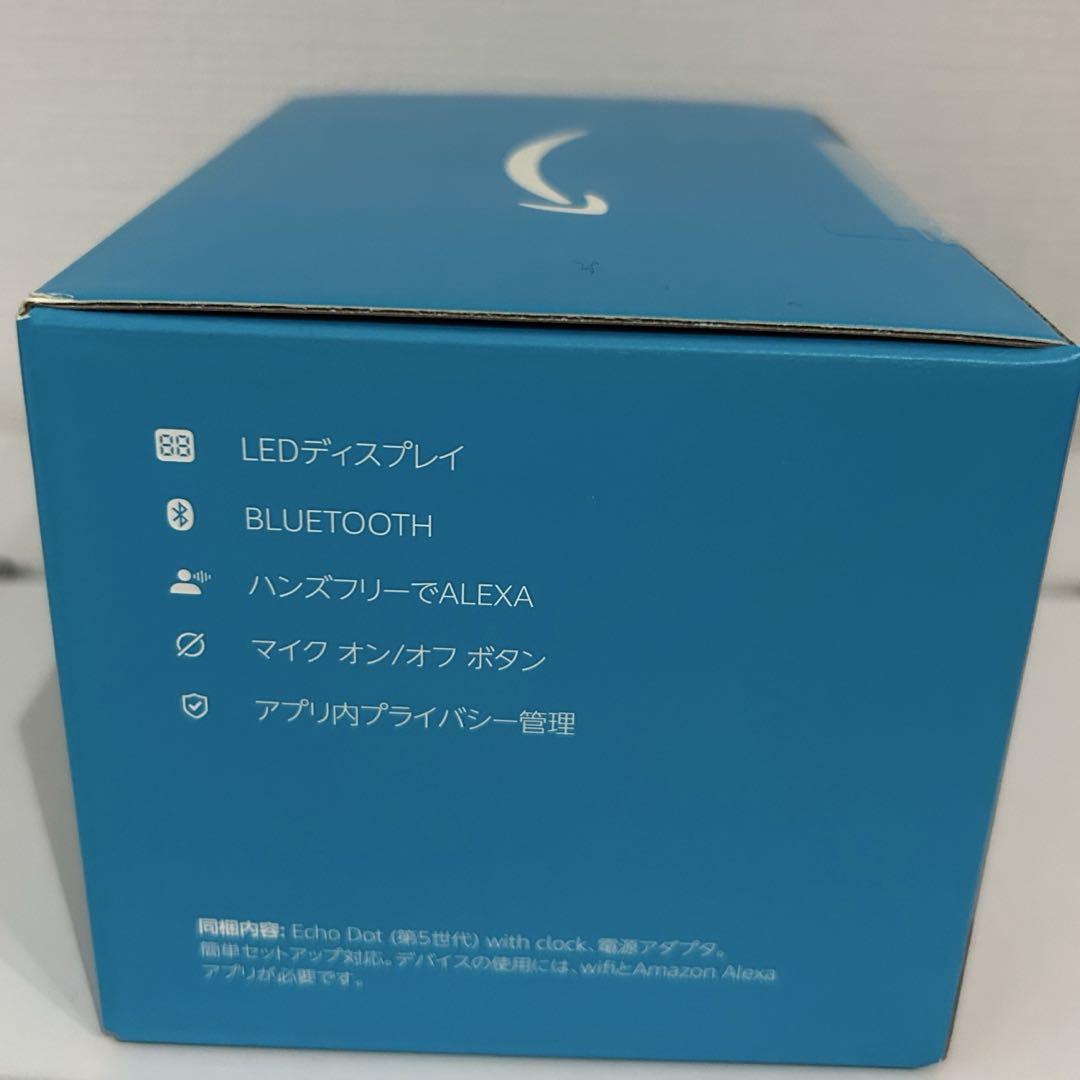 LEDディスプレイ
BLUETOOTH
ハンズフリーでALEXA
マイク オン/オフ ボタン
アプリ内プライバシー管理
同梱内容: Echo Dot (第5世代) with clock、電源アダプタ。
簡単セットアップ対応。デバイスの使用には、wifiとAmazon Alexa
アプリが必要です。